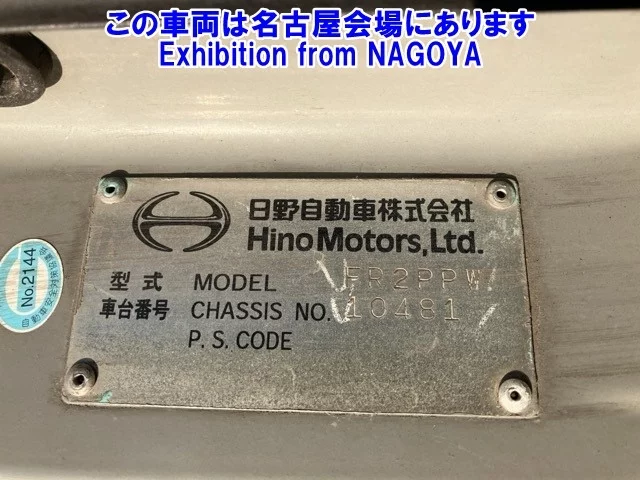 この車両は名古屋会場にあります
Exhibition from NAGOYA
日野自動車株式会社
Hino Motors, Ltd.
型式 MODEL FR2PPW
車台番号 CHASSIS NO. 10481
P. S. CODE
No.2144